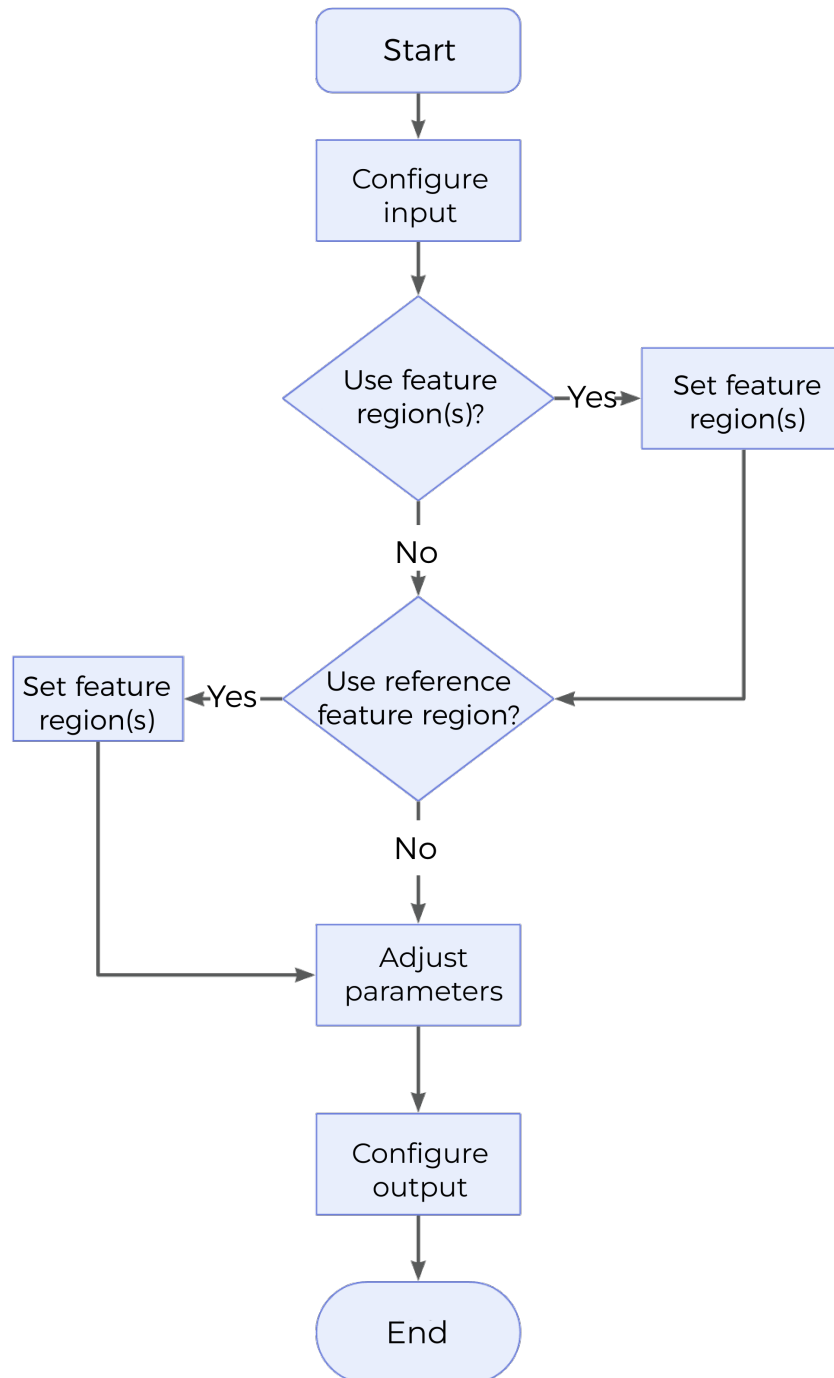 Start
Configure
input
Use feature
region(s)?
Yes
Set feature
region(s)
No
Use reference
feature region?
Yes
Set feature
region(s)
No
Adjust
parameters
Configure
output
End